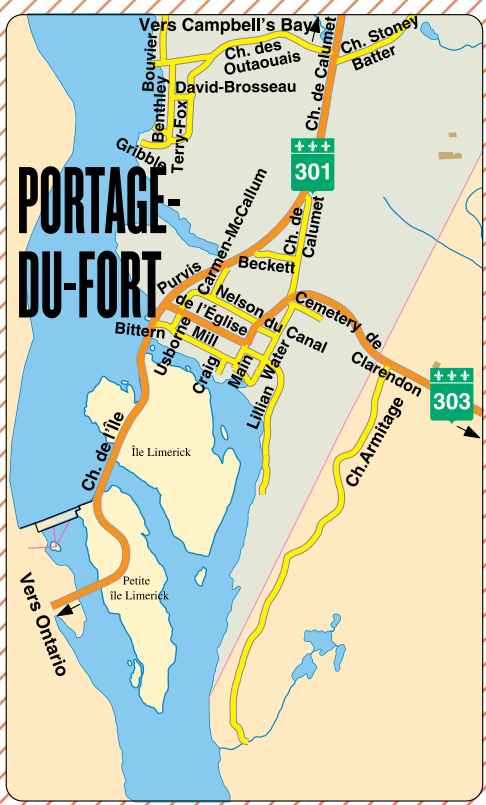 Vers Campbell's Bay
Bouvier
Ch. des
Outaouais
Ch. de Calumet
Ch. Stoney
Batter
David-Brosseau
Benthley
Terry-Fox
Gribble
301
PORTAGE-
DU-FORT
Carmen-McCallum
Ch. de
Calumet
Beckett
Purvis
de l'Église
Nelson
du Canal
Cemetery
de
Clarendon
Bittern
Usborne
Mill
Craig
Main
Lillian Water
303
Ch.Armitage
Ch. de l'Île
Île Limerick
Petite
île Limerick
Vers Ontario